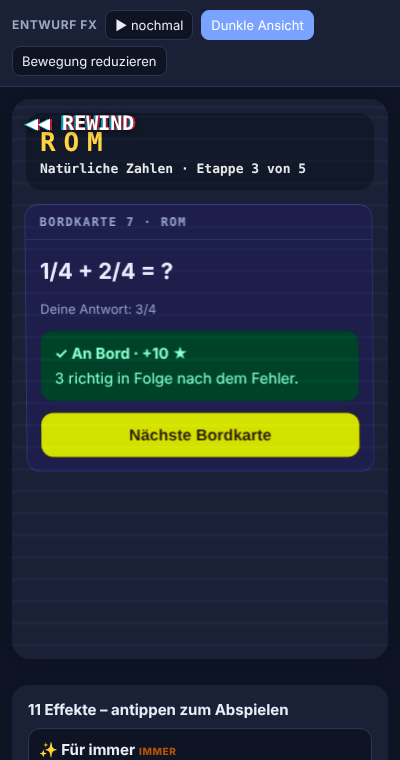 ENTWURF FX
▶ nochmal
Dunkle Ansicht
Bewegung reduzieren
◀◀ REWIND
ROM
Natürliche Zahlen · Etappe 3 von 5
BORDKARTE 7 · ROM
1/4 + 2/4 = ?
Deine Antwort: 3/4
✓ An Bord · +10 ★
3 richtig in Folge nach dem Fehler.
Nächste Bordkarte
11 Effekte – antippen zum Abspielen
✨ Für immer IMMER